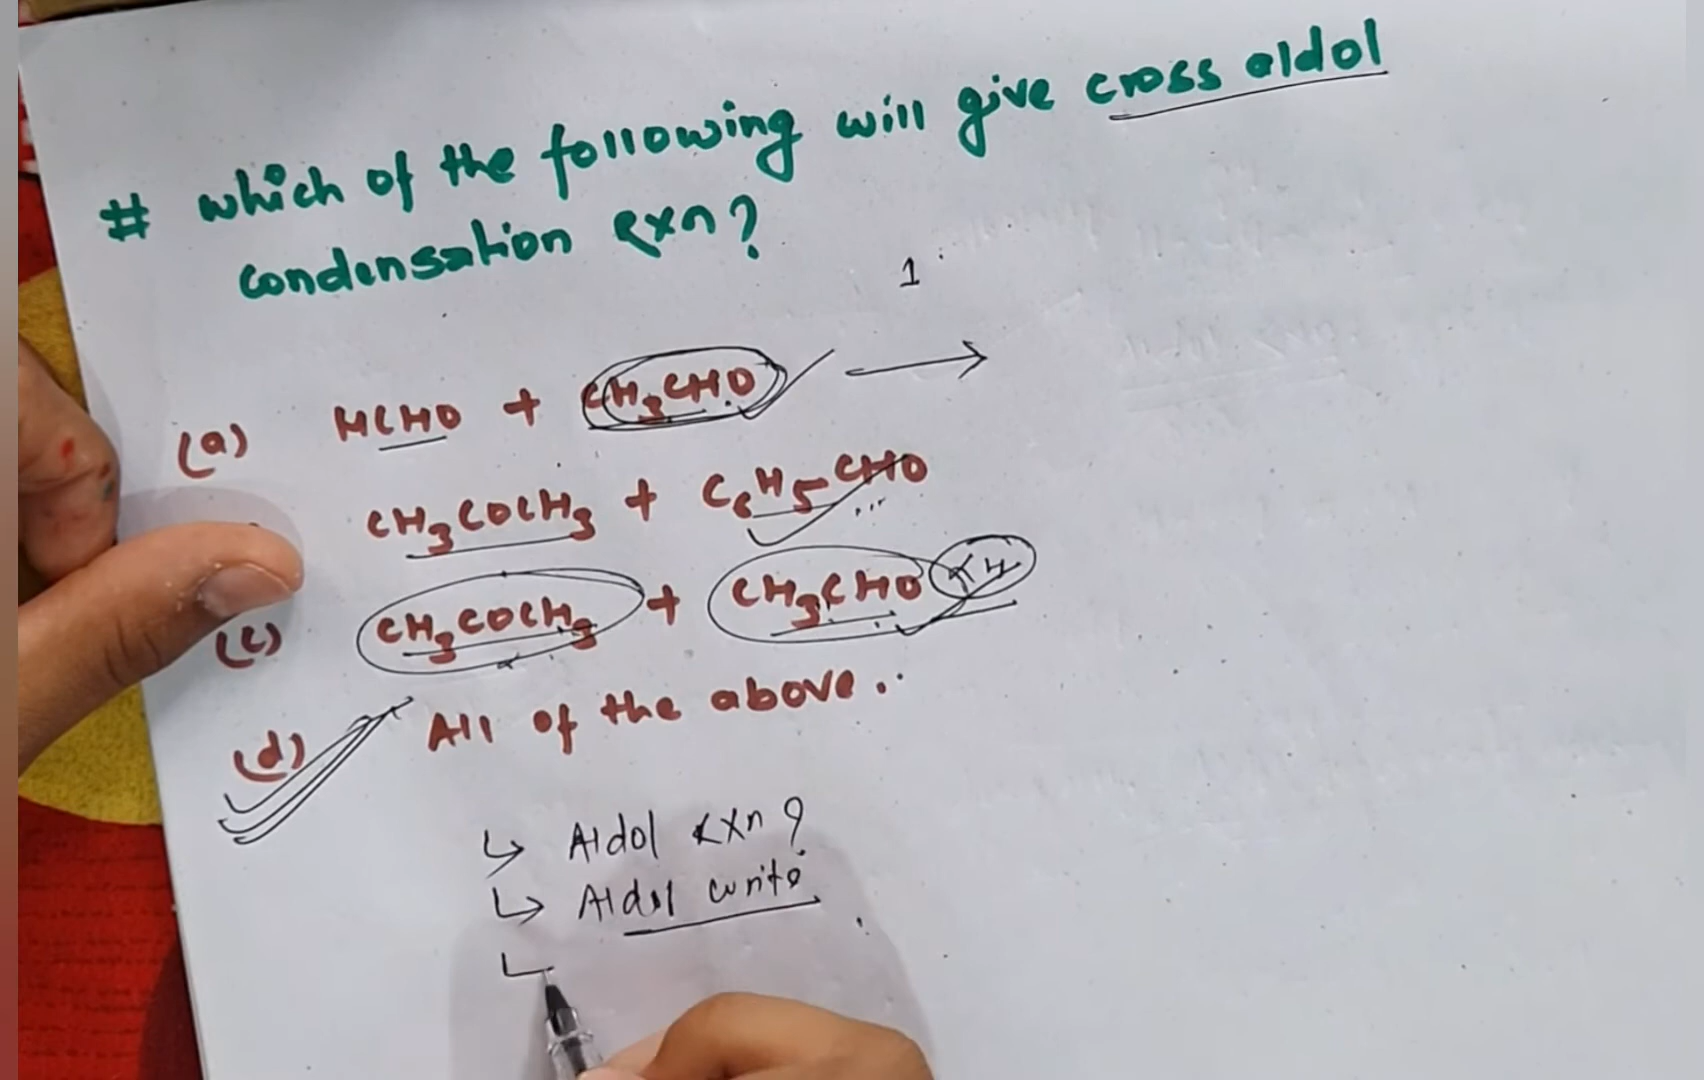 # which of the following will give cross aldol
condensation rxn?
1
(a) HCHO + CH3CHO →
CH3COCH3 + C6H5CHO
(c) CH3COCH3 + CH3CHO
(d) All of the above..
↳ Aldol rxn?
↳ Aldol write